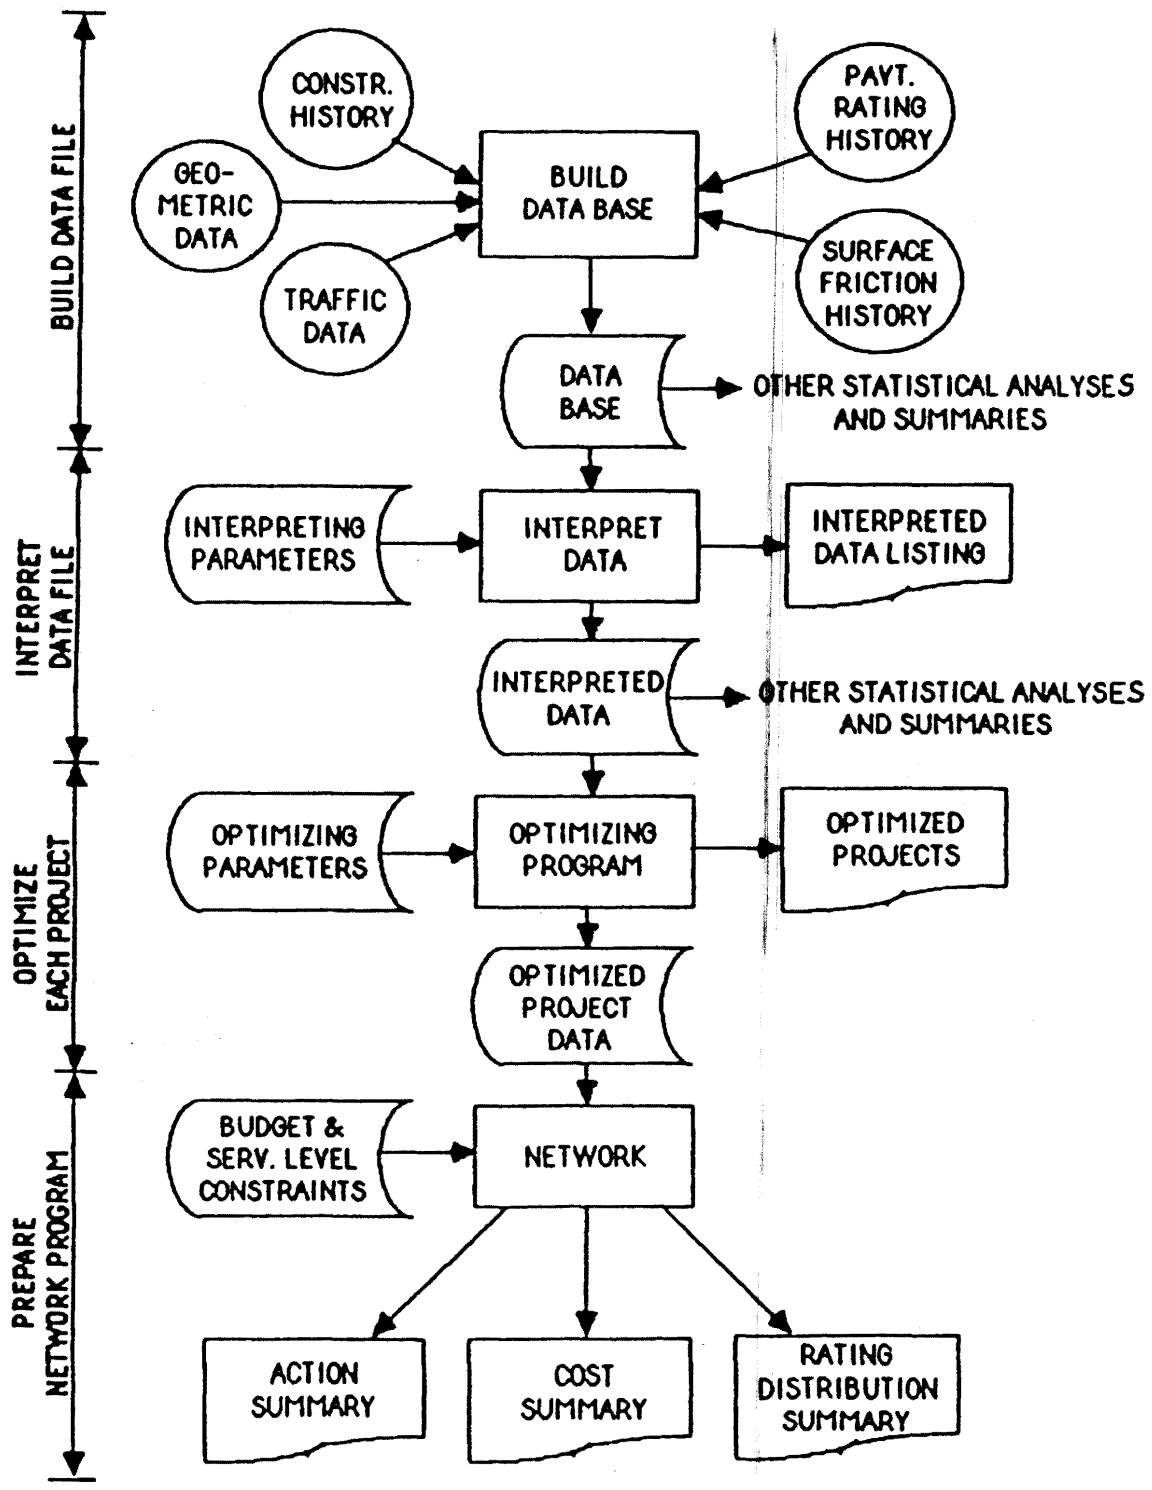 BUILD DATA FILE
CONSTR.
HISTORY
GEO-
METRIC
DATA
TRAFFIC
DATA
BUILD
DATA BASE
PAVT.
RATING
HISTORY
SURFACE
FRICTION
HISTORY
DATA
BASE
OTHER STATISTICAL ANALYSES
AND SUMMARIES
INTERPRET
DATA FILE
INTERPRETING
PARAMETERS
INTERPRET
DATA
INTERPRETED
DATA LISTING
INTERPRETED
DATA
OTHER STATISTICAL ANALYSES
AND SUMMARIES
OPTIMIZE
EACH PROJECT
OPTIMIZING
PARAMETERS
OPTIMIZING
PROGRAM
OPTIMIZED
PROJECTS
OPTIMIZED
PROJECT
DATA
PREPARE
NETWORK PROGRAM
BUDGET &
SERV. LEVEL
CONSTRAINTS
NETWORK
ACTION
SUMMARY
COST
SUMMARY
RATING
DISTRIBUTION
SUMMARY